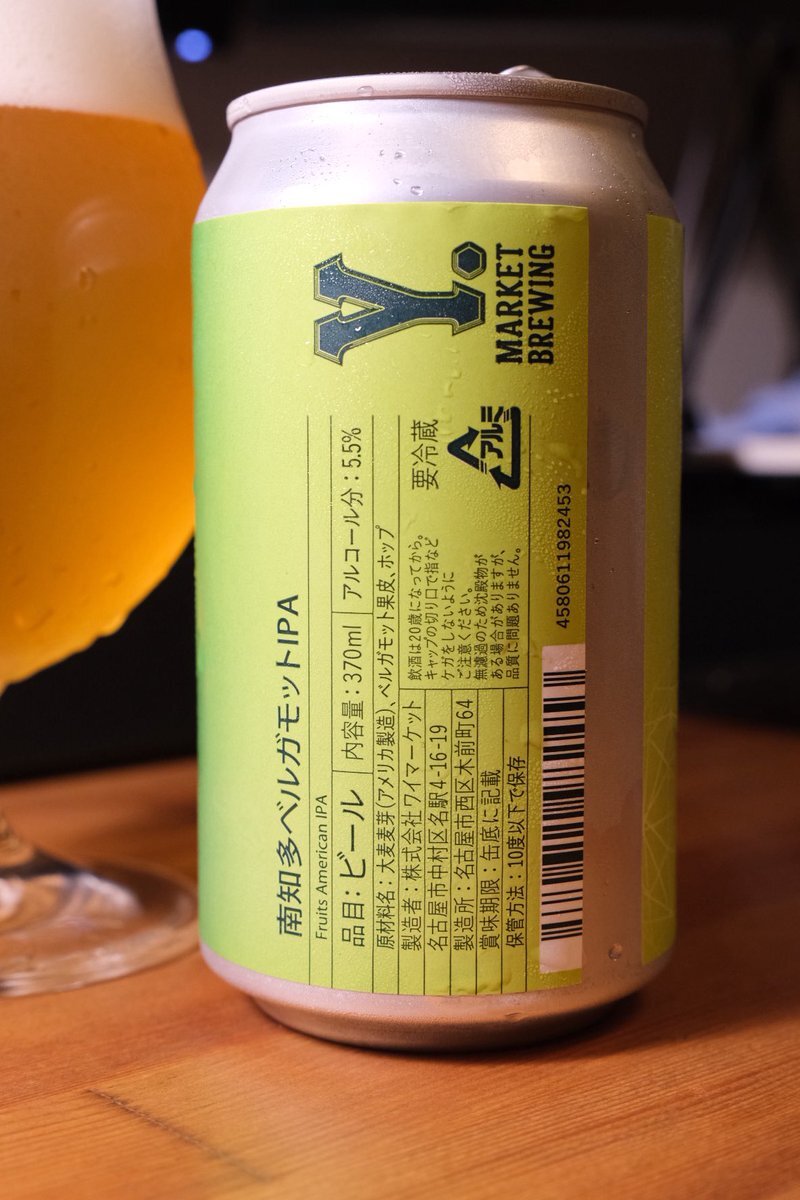 南知多ベルガモットIPA
Fruits American IPA
品目：ビール
内容量：370ml
アルコール分：5.5%
原材料名：大麦麦芽(アメリカ製造)、ベルガモット果皮、ホップ
製造者：株式会社ワイマーケット
名古屋市中村区名駅4-16-19
製造所：名古屋市西区木前町64
賞味期限：缶底に記載
保管方法：10度以下で保存
飲酒は20歳になってから。
キャップの切り口で指など
ケガをしないように
ご注意ください。
無濾過のため沈殿物が
ある場合がありますが、
品質に問題ありません。
要冷蔵
アルミ
Y.
MARKET
BREWING
4580611982453